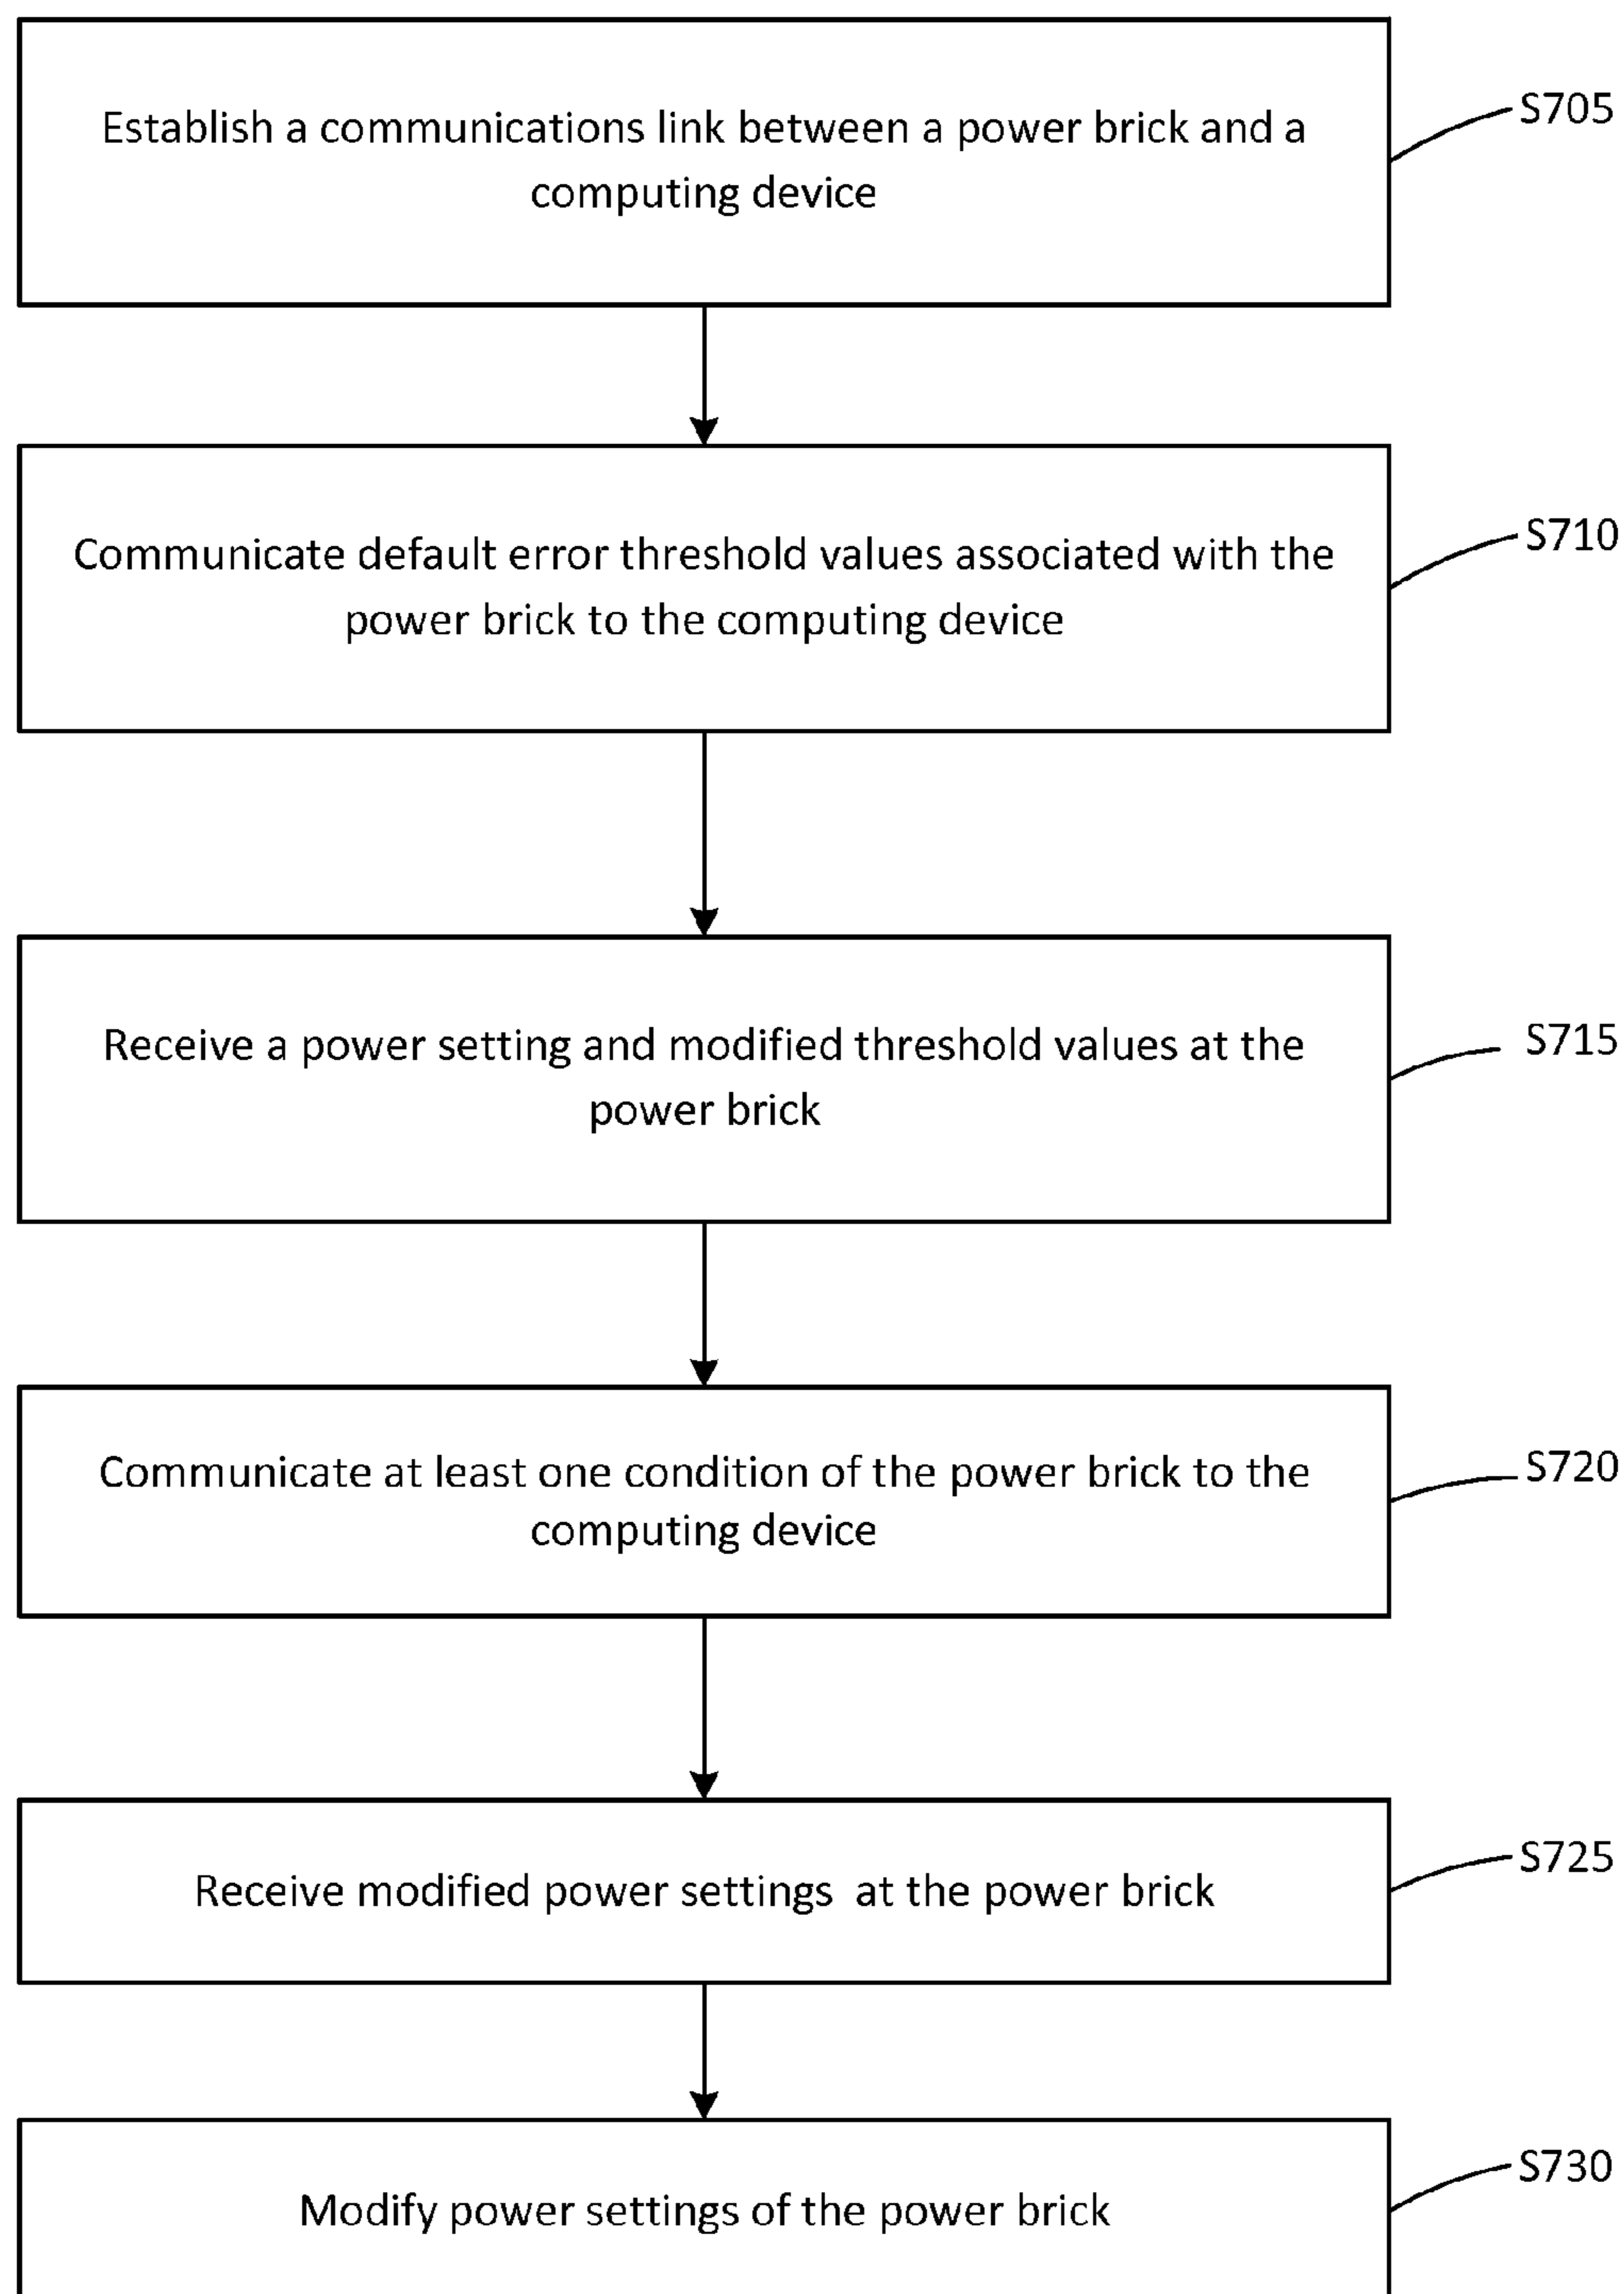 Establish a communications link between a power brick and a
computing device
S705
Communicate default error threshold values associated with the
power brick to the computing device
S710
Receive a power setting and modified threshold values at the
power brick
S715
Communicate at least one condition of the power brick to the
computing device
S720
Receive modified power settings at the power brick
S725
Modify power settings of the power brick
S730